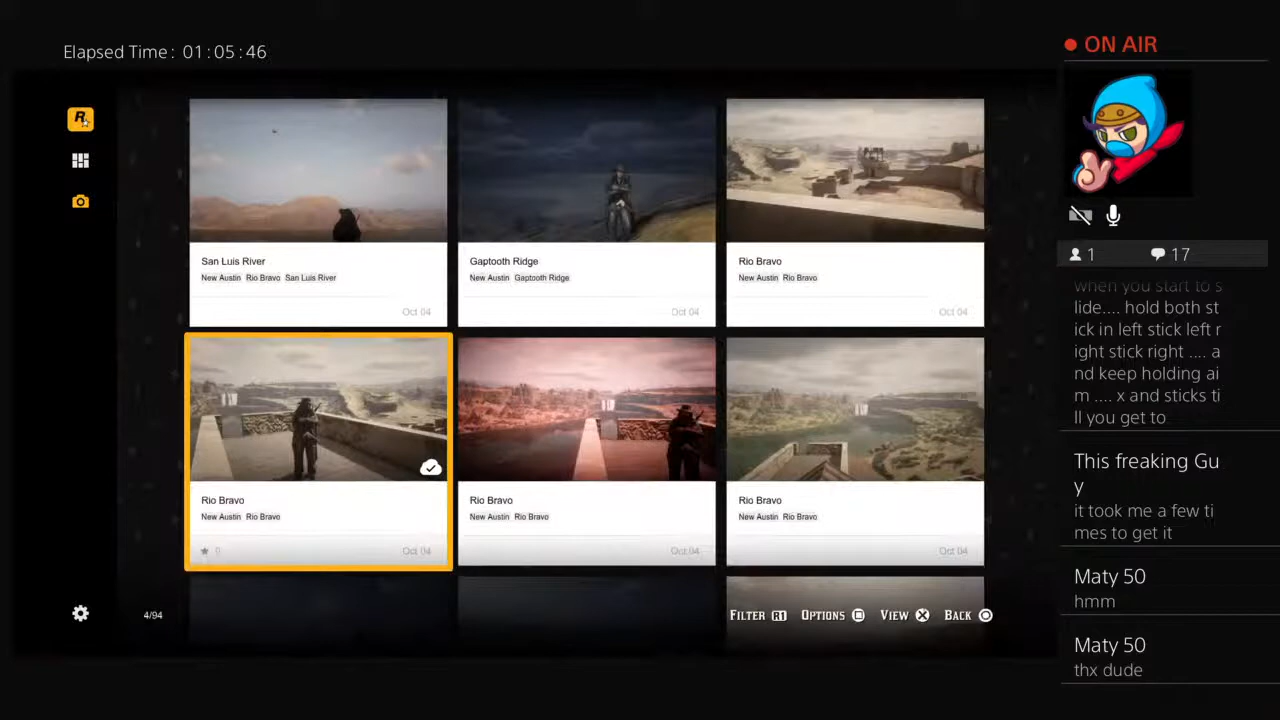 Elapsed Time: 01:05:46
ON AIR
R
San Luis River
New Austin Rio Bravo San Luis River
Oct 04
Gaptooth Ridge
New Austin Gaptooth Ridge
Oct 04
Rio Bravo
New Austin Rio Bravo
Oct 04
Rio Bravo
New Austin Rio Bravo
0
Oct 04
Rio Bravo
New Austin Rio Bravo
Oct 04
Rio Bravo
New Austin Rio Bravo
Oct 04
4/94
FILTER R1 OPTIONS VIEW BACK
1 17
when you start to s
lide.... hold both st
ick in left stick left r
ight stick right .... a
nd keep holding ai
m .... x and sticks ti
ll you get to
This freaking Gu
y
it took me a few ti
mes to get it
Maty 50
hmm
Maty 50
thx dude